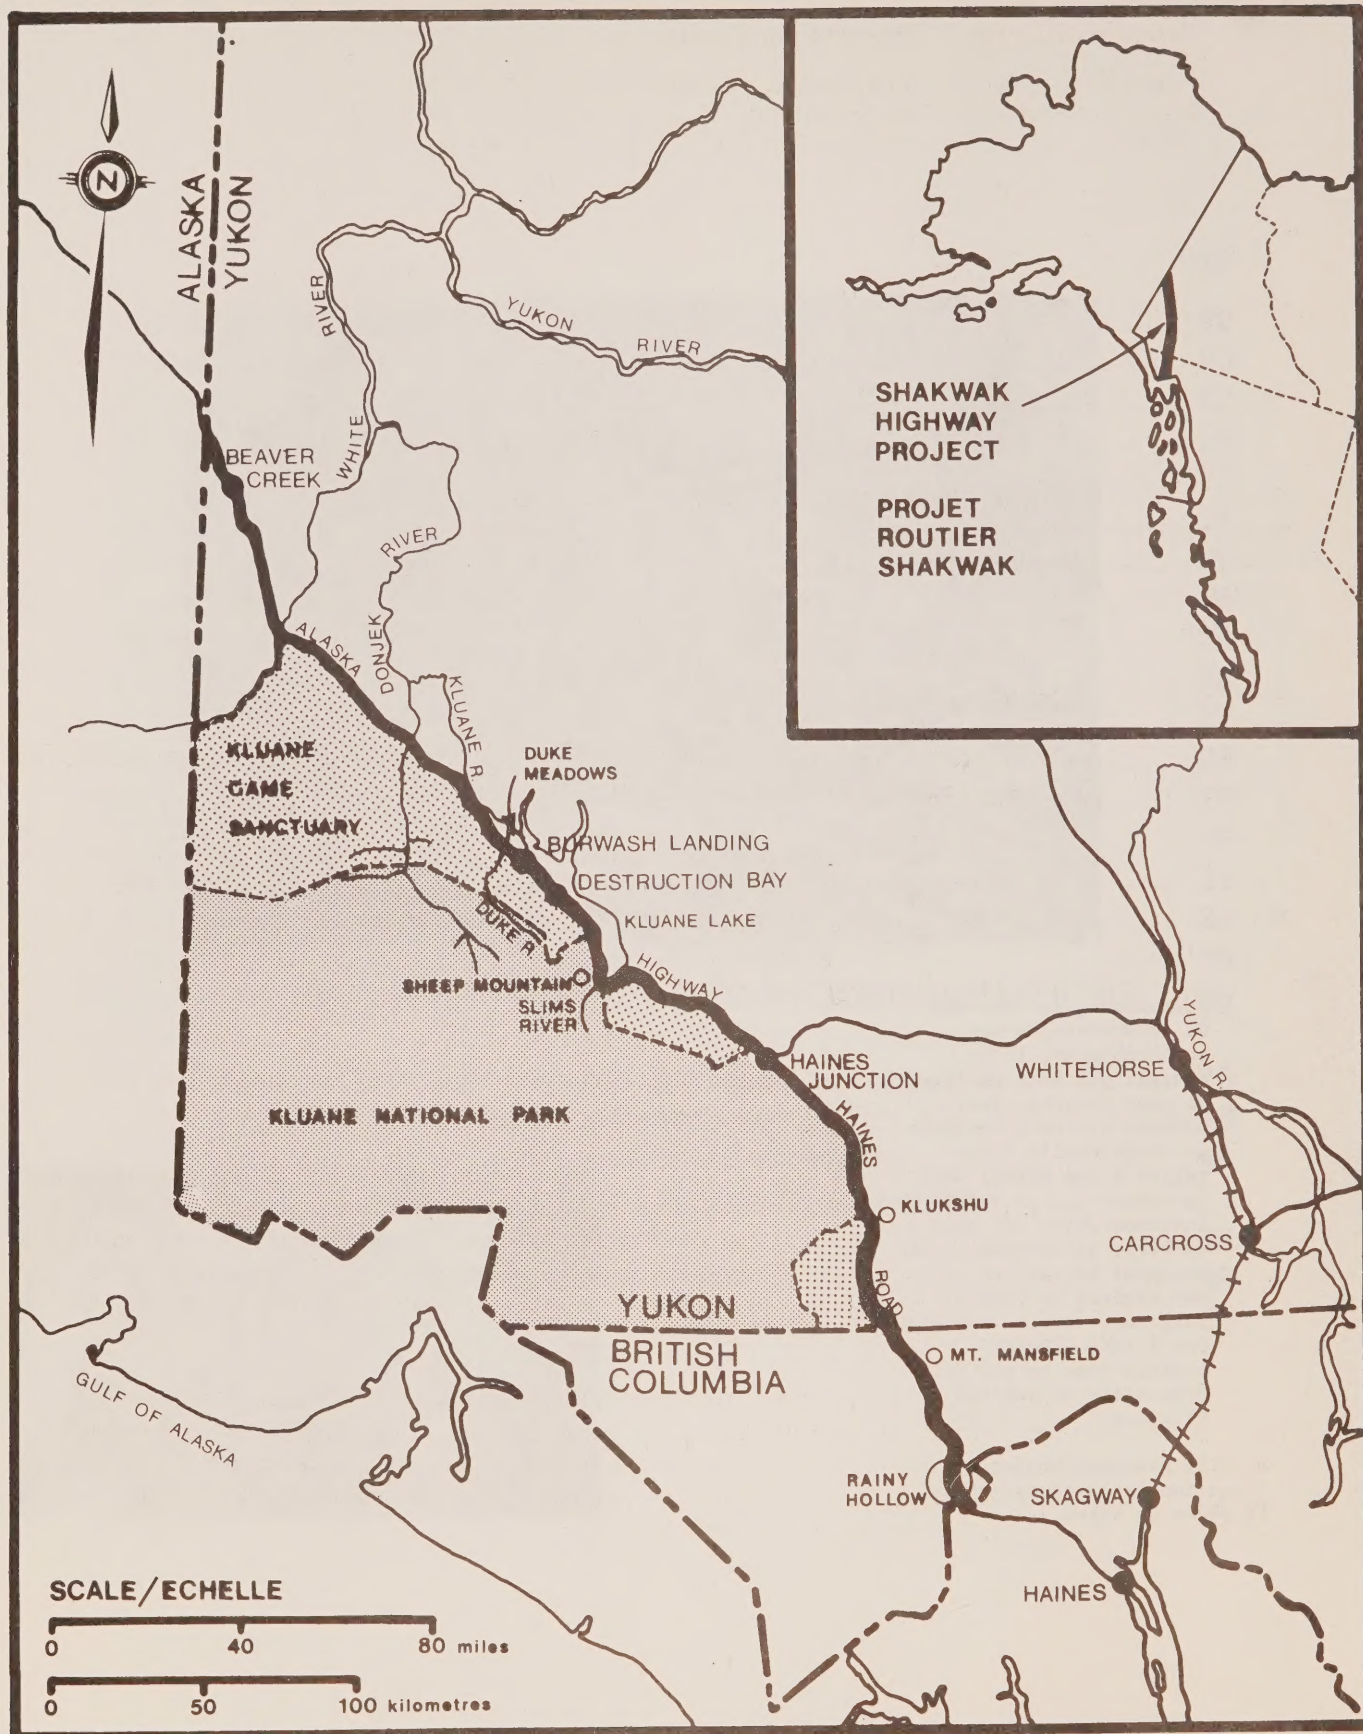 N
ALASKA
YUKON
SHAKWAK
HIGHWAY
PROJECT
PROJET
ROUTIER
SHAKWAK
RIVER
WHITE
YUKON
RIVER
BEAVER
CREEK
RIVER
DONJEK
ALASKA
KLUANE R.
KLUANE
GAME
SANCTUARY
DUKE
MEADOWS
BURWASH LANDING
DESTRUCTION BAY
DUKE R.
KLUANE LAKE
HIGHWAY
SHEEP MOUNTAIN
SLIMS
RIVER
YUKON R.
HAINES
JUNCTION
WHITEHORSE
KLUANE NATIONAL PARK
HAINES
KLUKSHU
CARCROSS
ROAD
YUKON
BRITISH
COLUMBIA
MT. MANSFIELD
GULF OF ALASKA
RAINY
HOLLOW
SKAGWAY
HAINES
SCALE/ECHELLE
0 40 80 miles
0 50 100 kilometres